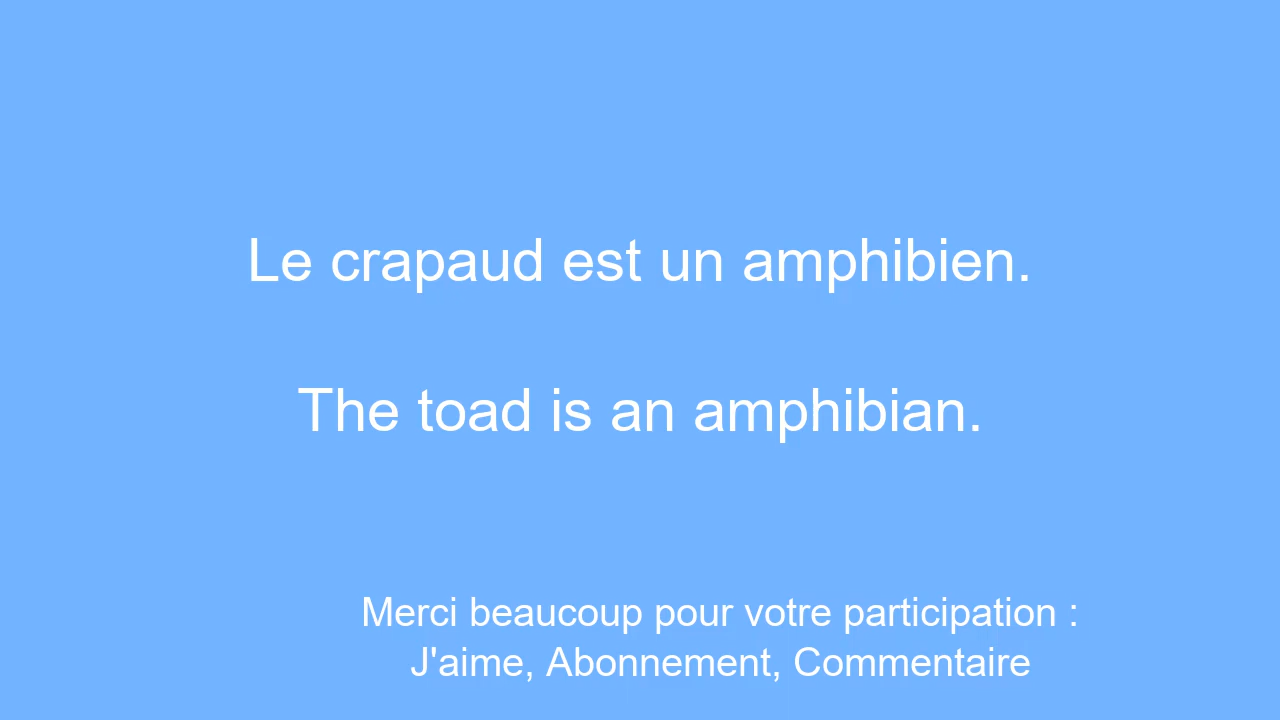 Le crapaud est un amphibien.
The toad is an amphibian.
Merci beaucoup pour votre participation :
J'aime, Abonnement, Commentaire